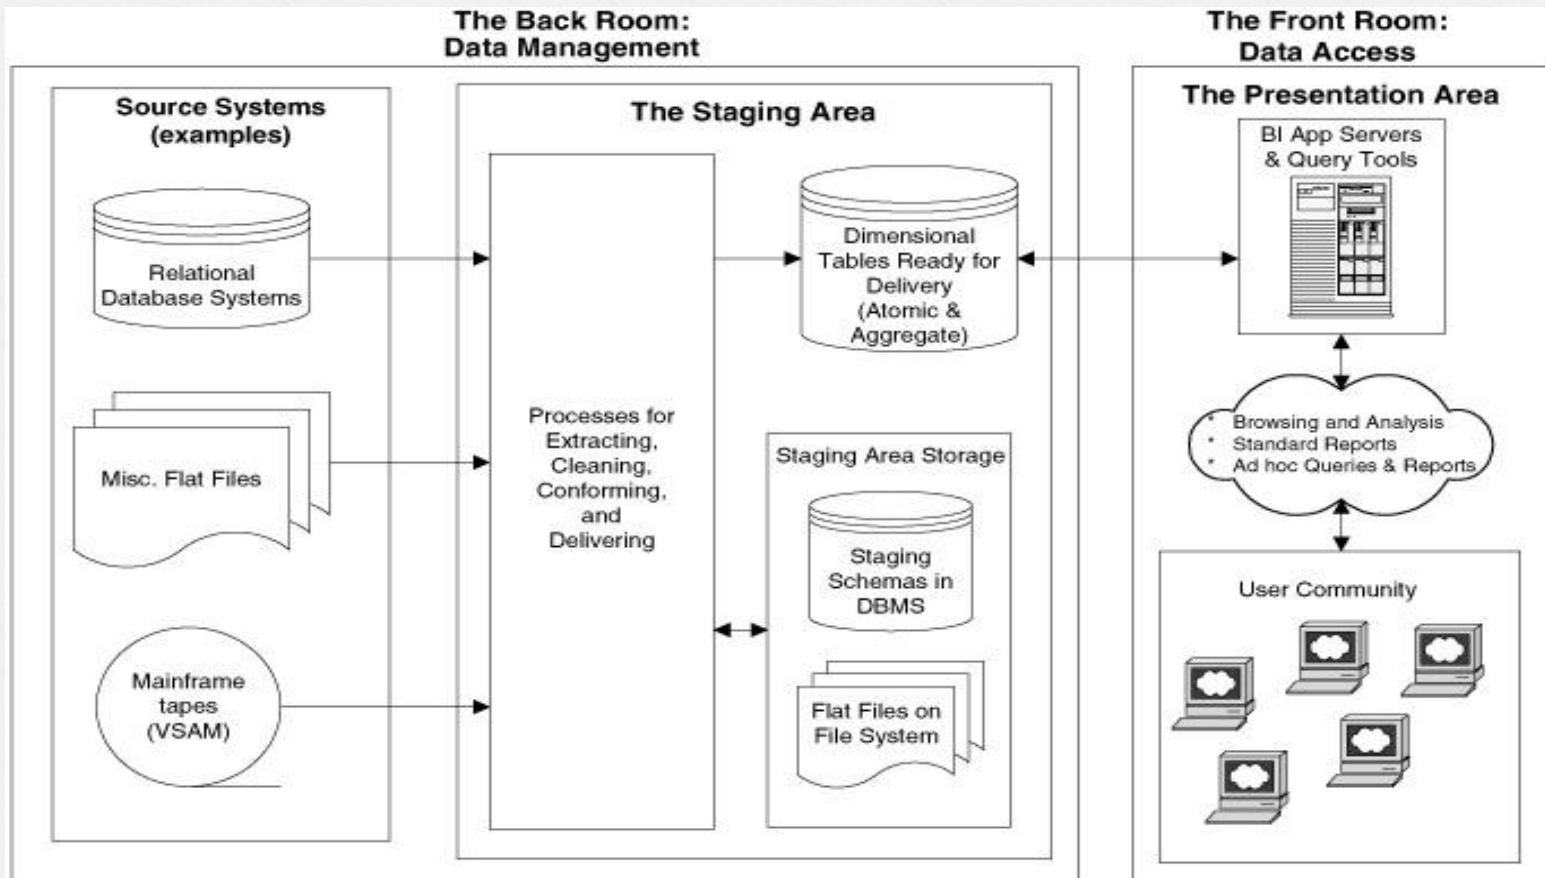 The Back Room:
Data Management
The Front Room:
Data Access
Source Systems
(examples)
Relational
Database Systems
Misc. Flat Files
Mainframe
tapes
(VSAM)
The Staging Area
Processes for
Extracting,
Cleaning,
Conforming,
and
Delivering
Dimensional
Tables Ready for
Delivery
(Atomic &
Aggregate)
Staging Area Storage
Staging
Schemas in
DBMS
Flat Files on
File System
The Presentation Area
BI App Servers
& Query Tools
* Browsing and Analysis
* Standard Reports
* Ad hoc Queries & Reports
User Community